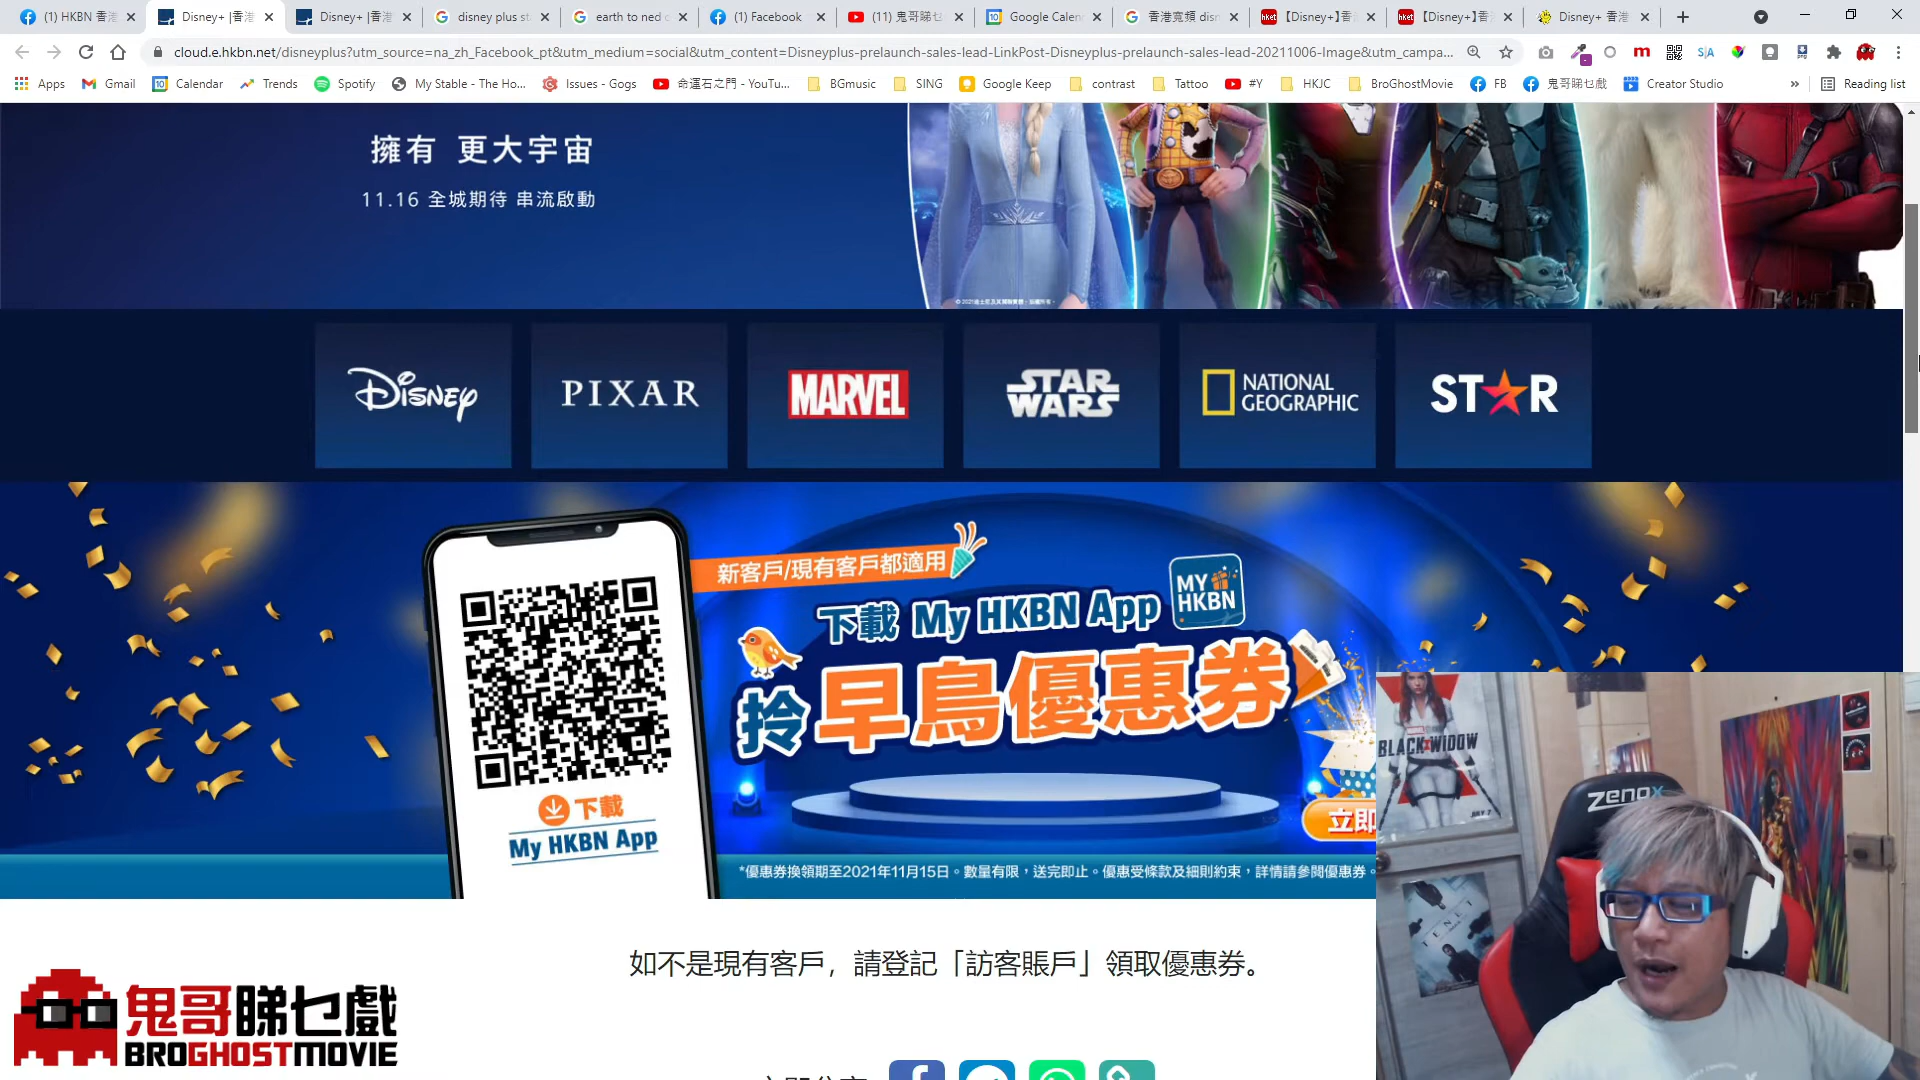 (1) HKBN 香港
Disney+ |香港
Disney+ |香港
disney plus st
earth to ned d
(1) Facebook
(11) 鬼哥睇乜
Google Calen
香港寬頻 disn
【Disney+】香
【Disney+】香
Disney+ 香港
cloud.e.hkbn.net/disneyplus?utm_source=na_zh_Facebook_pt&utm_medium=social&utm_content=Disneyplus-prelaunch-sales-lead-LinkPost-Disneyplus-prelaunch-sales-lead-20211006-Image&utm_campa...
Apps
Gmail
Calendar
Trends
Spotify
My Stable - The Ho...
Issues - Gogs
命運石之門 - YouTu...
BGmusic
SING
Google Keep
contrast
Tattoo
#Y
HKJC
BroGhostMovie
FB
鬼哥睇乜戲
Creator Studio
»
Reading list
擁有 更大宇宙
11.16 全城期待 串流啟動
Disney
PIXAR
MARVEL
STAR WARS
NATIONAL GEOGRAPHIC
STAR
新客戶/現有客戶都適用
下載 My HKBN App
MY HKBN
拎早鳥優惠券
下載
My HKBN App
立即
*優惠券換領期至2021年11月15日。數量有限，送完即止。優惠受條款及細則約束，詳情請參閱優惠券。
如不是現有客戶，請登記「訪客賬戶」領取優惠券。
鬼哥睇乜戲
BROGHOSTMOVIE
BLACK WIDOW
JULY 7
ZENOX
TENET